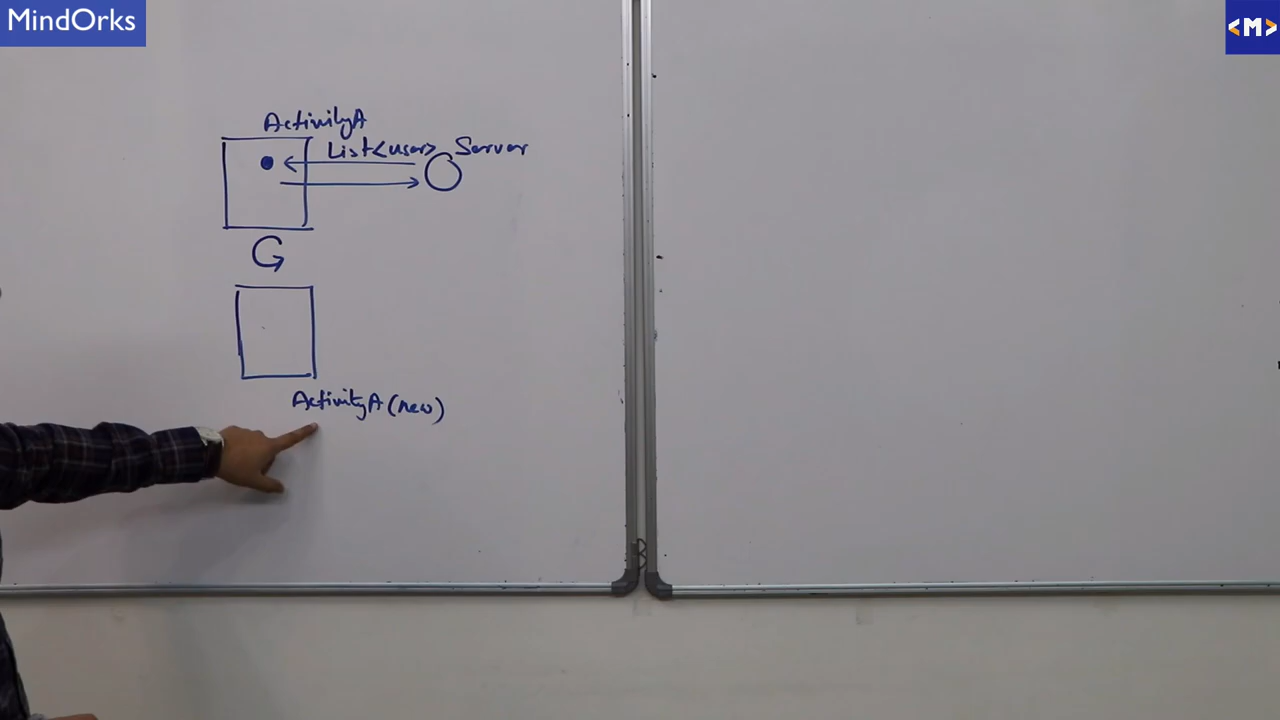 MindOrks
<M>
ActivityA
List<user>
Server
ActivityA (new)